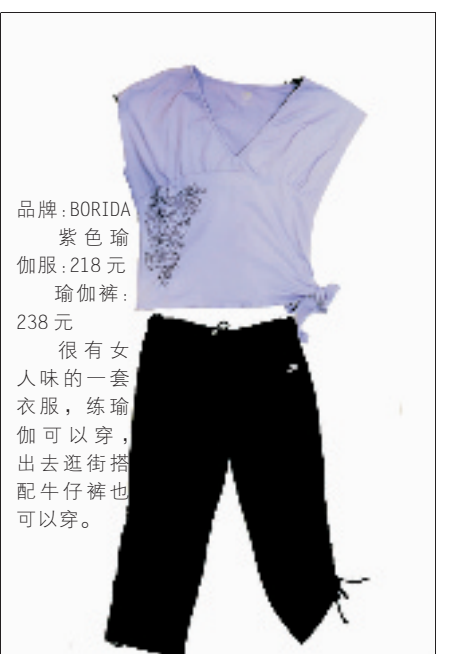 品牌：BORIDA
紫色瑜
伽服：218元
瑜伽裤：
238元
很有女
人味的一套
衣服，练瑜
伽可以穿，
出去逛街搭
配牛仔裤也
可以穿。